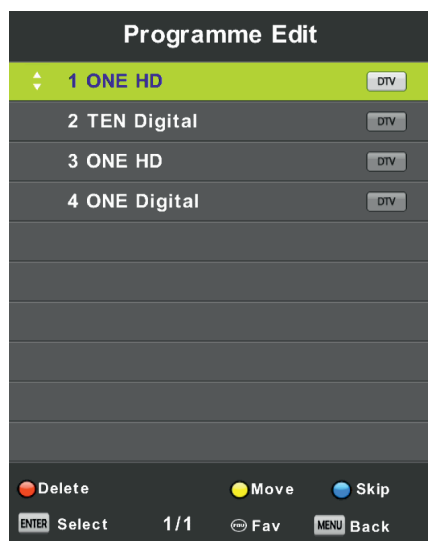 Programme Edit
1 ONE HD DTV
2 TEN Digital DTV
3 ONE HD DTV
4 ONE Digital DTV
Delete Move Skip
ENTER Select 1/1 Fav MENU Back